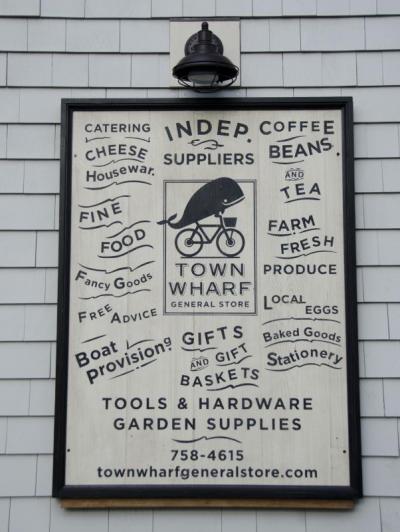 CATERING
CHEESE
Housewar.
FINE
FOOD
Fancy Goods
FREE ADVICE
Boat
Provisiong
INDEP.
SUPPLIERS
TOWN
WHARF
GENERAL STORE
GIFTS
AND GIFT
BASKETS
COFFEE
BEANS
AND
TEA
FARM
FRESH
PRODUCE
LOCAL
EGGS
Baked Goods
Stationery
TOOLS & HARDWARE
GARDEN SUPPLIES
758-4615
townwharfgeneralstore.com